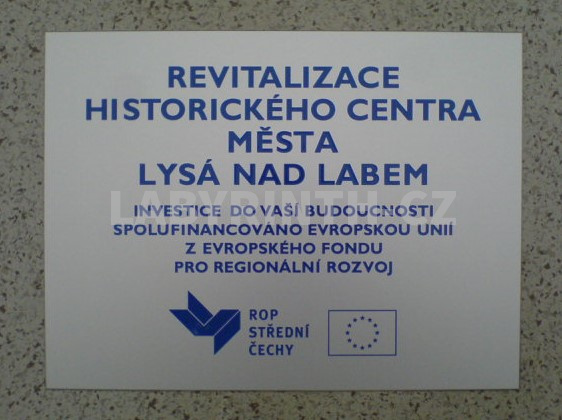 REVITALIZACE
HISTORICKÉHO CENTRA
MĚSTA
LYSÁ NAD LABEM
LABYRINTH.CZ
INVESTICE DO VAŠÍ BUDOUCNOSTI
SPOLUFINANCOVÁNO EVROPSKOU UNIÍ
Z EVROPSKÉHO FONDU
PRO REGIONÁLNÍ ROZVOJ
ROP
STŘEDNÍ
ČECHY